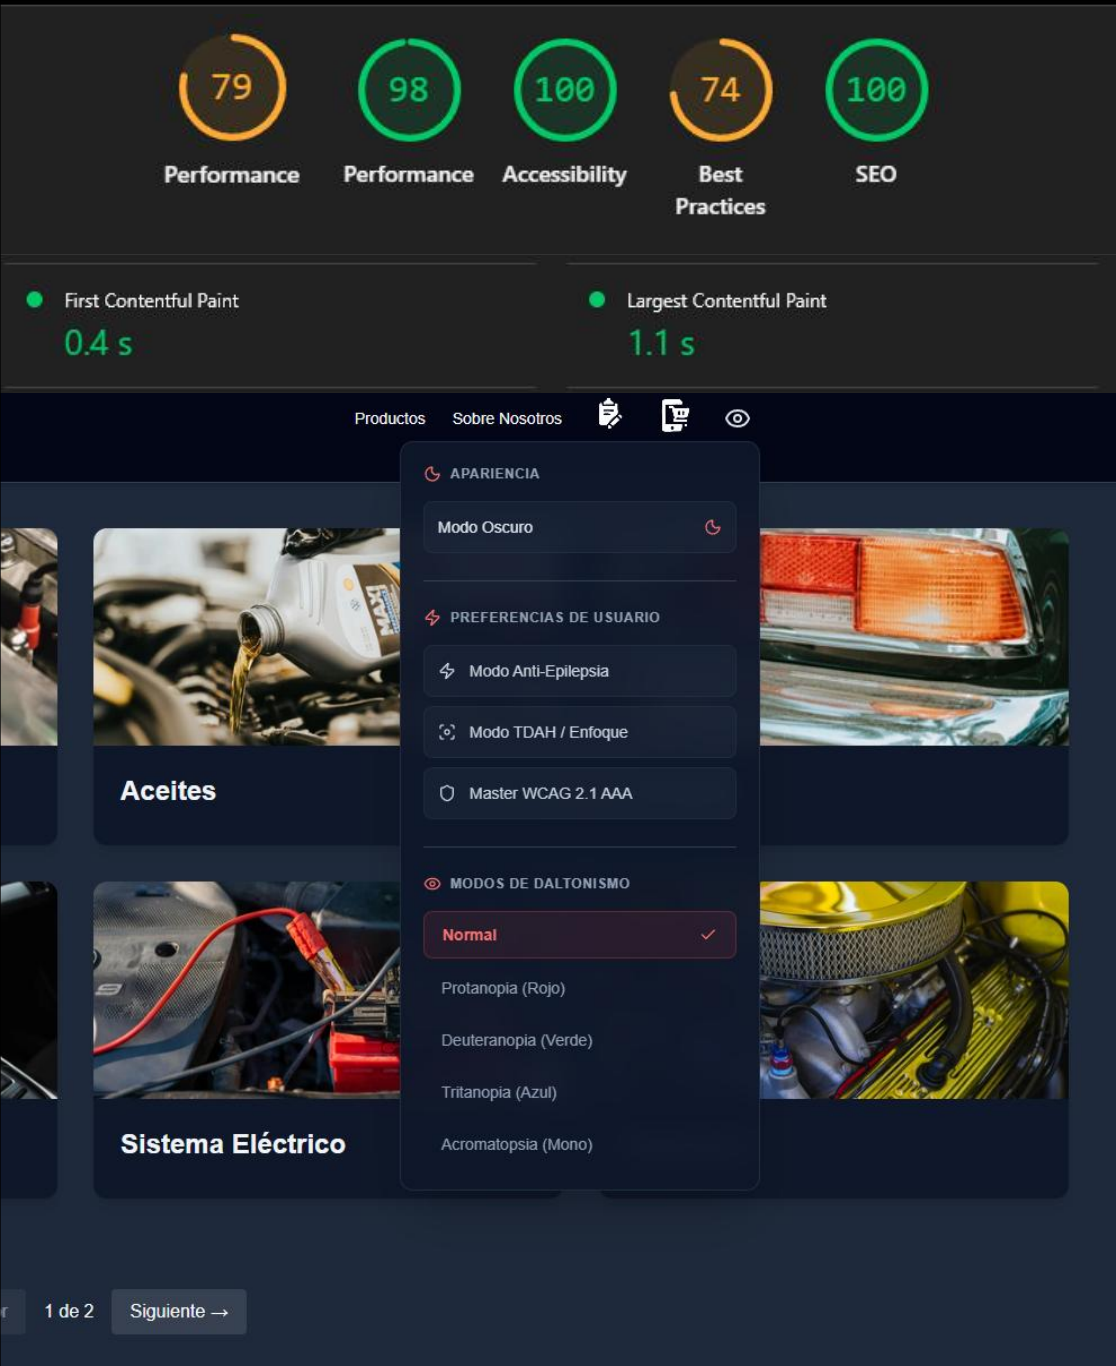 79
98
100
74
100
Performance
Performance
Accessibility
Best
Practices
SEO
First Contentful Paint
0.4 s
Largest Contentful Paint
1.1 s
Productos
Sobre Nosotros
APARIENCIA
Modo Oscuro
PREFERENCIAS DE USUARIO
Modo Anti-Epilepsia
Modo TDAH / Enfoque
Master WCAG 2.1 AAA
MODOS DE DALTONISMO
Normal
Protanopia (Rojo)
Deuteranopia (Verde)
Tritanopia (Azul)
Acromatopsia (Mono)
MAXI
Aceites
Sistema Eléctrico
r
1 de 2
Siguiente →